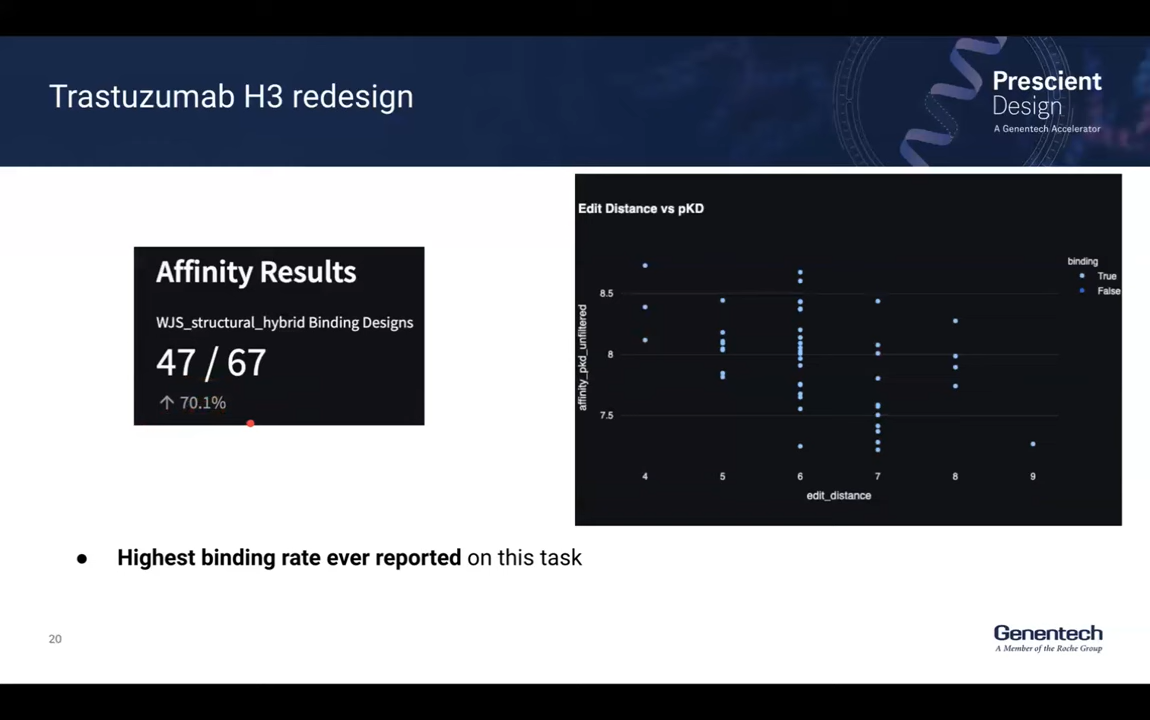 Trastuzumab H3 redesign
Prescient
Design
A Genentech Accelerator
Affinity Results
WJS_structural_hybrid Binding Designs
47 / 67
↑ 70.1%
Edit Distance vs pKD
binding
True
False
affinity_pkd_unfiltered
8.5
8
7.5
4 5 6 7 8 9
edit_distance
● Highest binding rate ever reported on this task
20
Genentech
A Member of the Roche Group